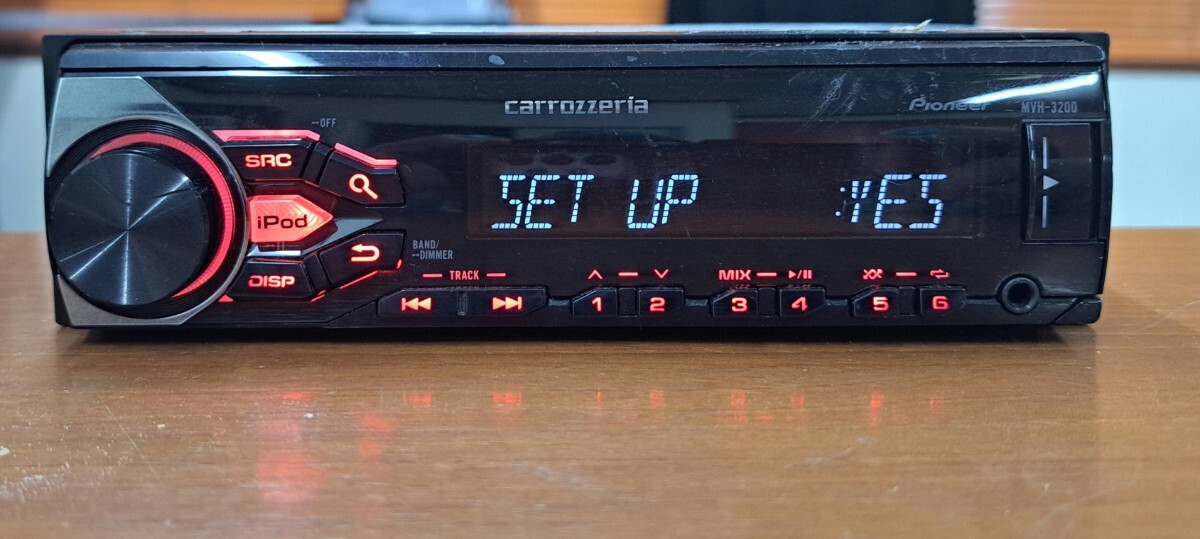 carrozzeria
Pioneer
MVH-3200
--OFF
SRC
iPod
DISP
BAND/
--DIMMER
SET UP :YES
TRACK
MIX
1 2 3 4 5 6